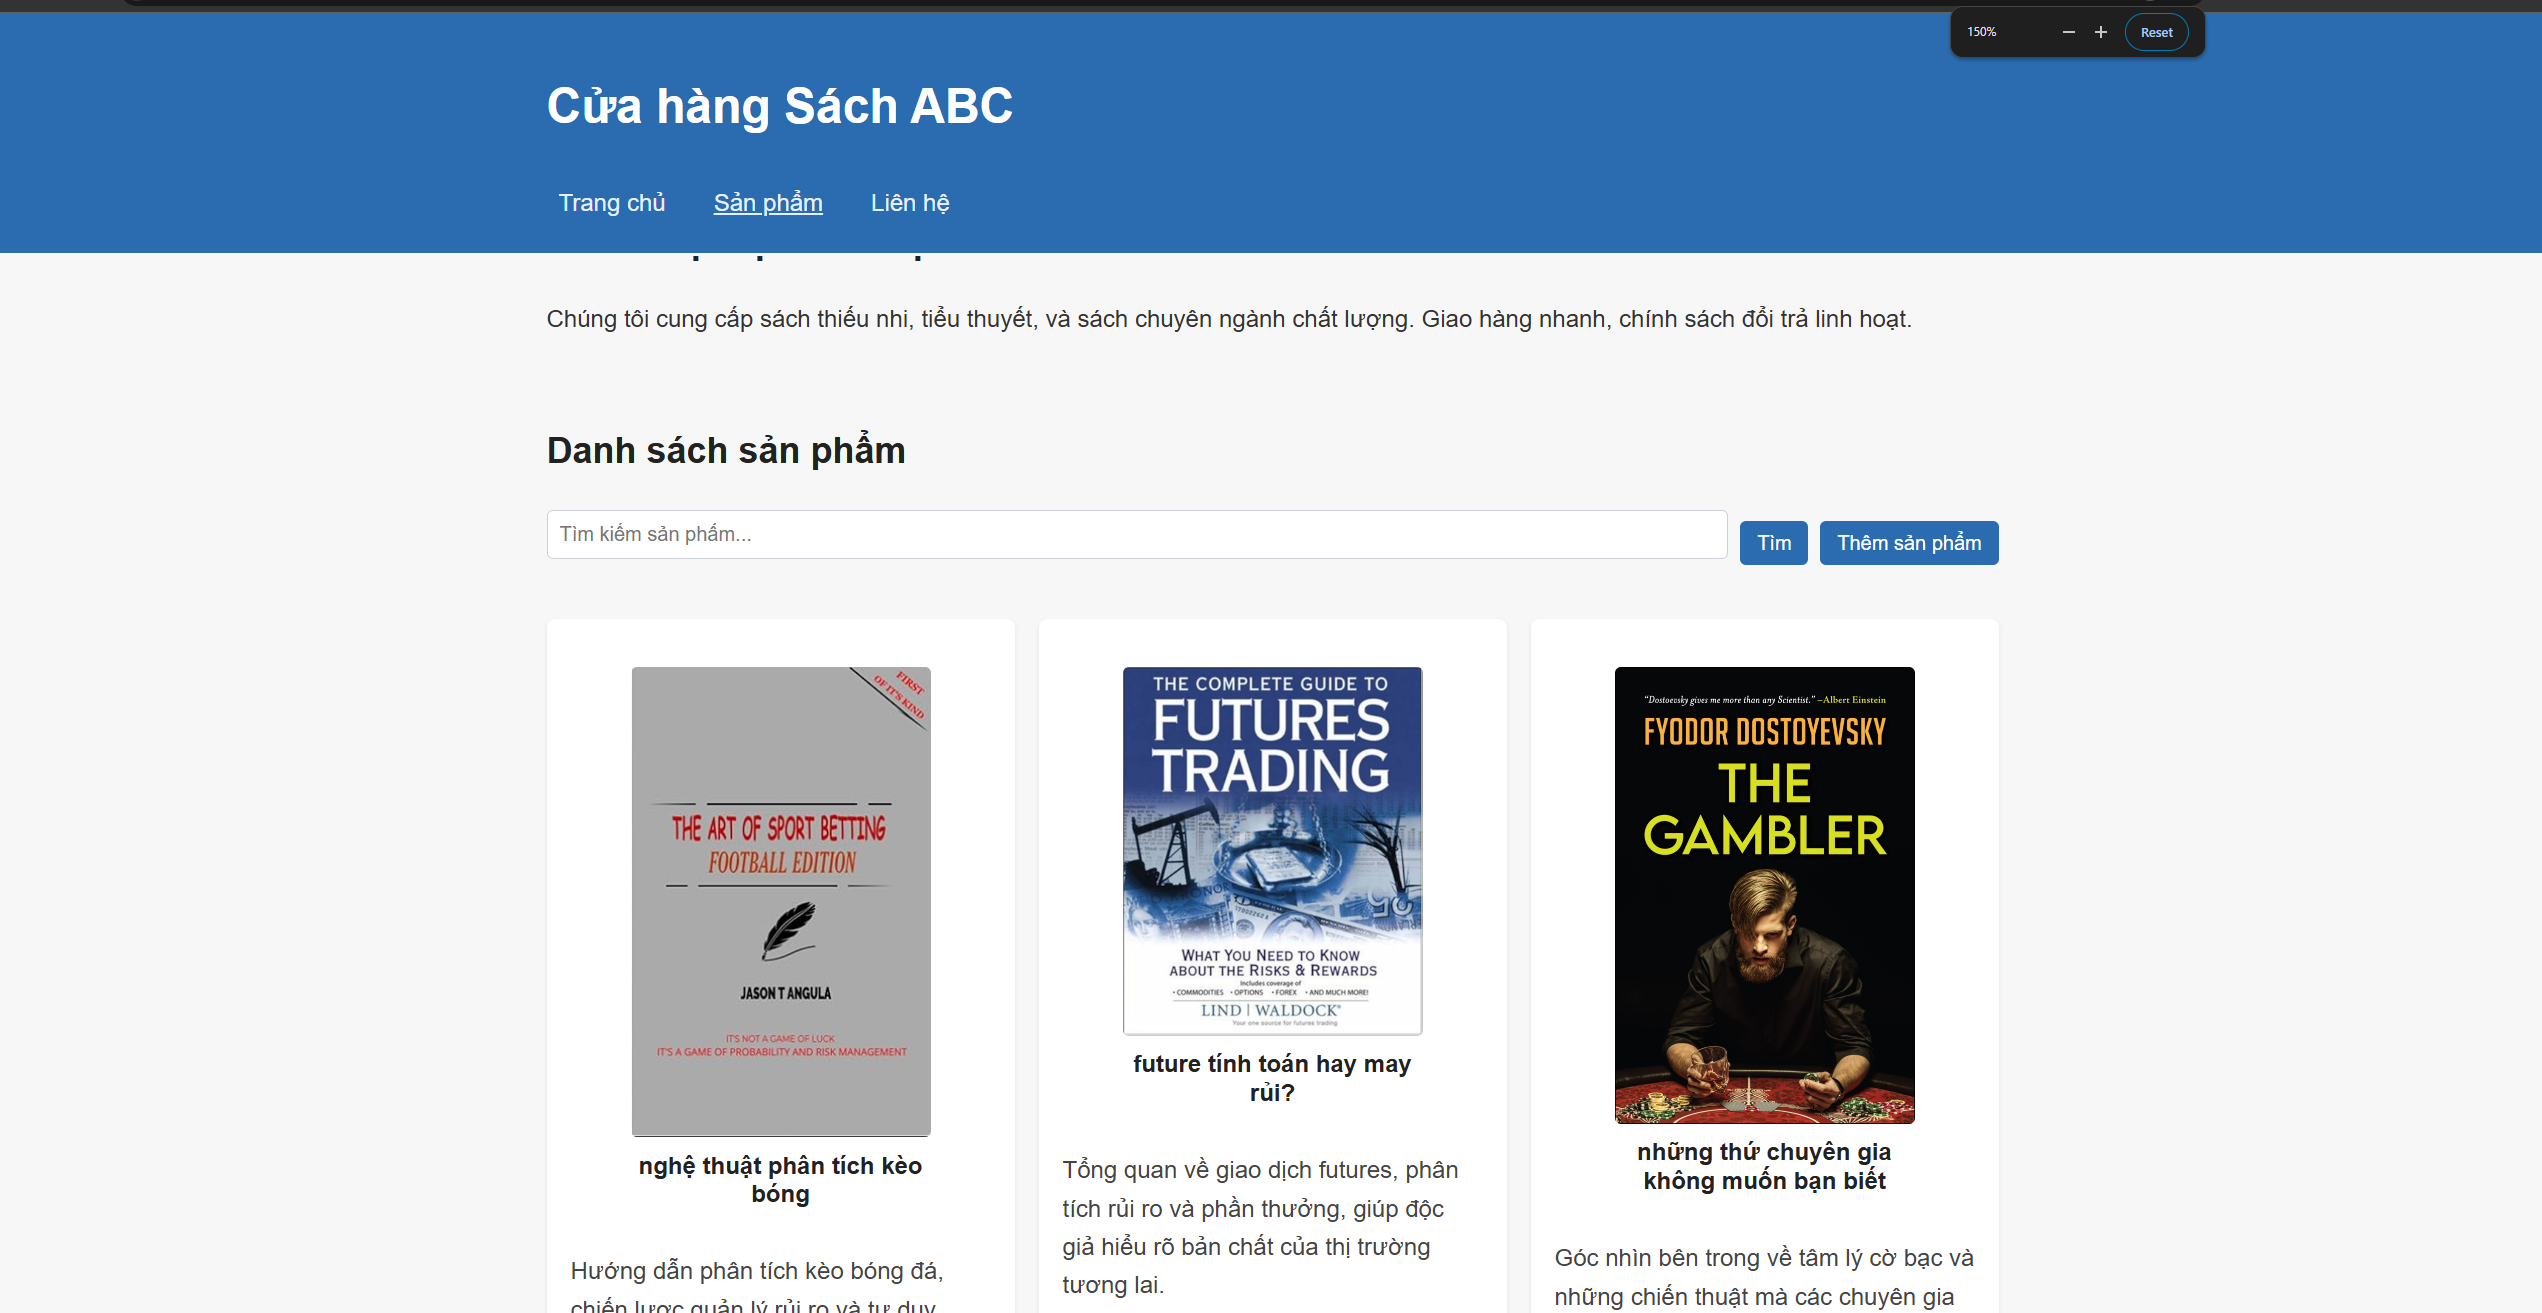 150%
Reset
Cửa hàng Sách ABC
Trang chủ
Sản phẩm
Liên hệ
Chúng tôi cung cấp sách thiếu nhi, tiểu thuyết, và sách chuyên ngành chất lượng. Giao hàng nhanh, chính sách đổi trả linh hoạt.
Danh sách sản phẩm
Tìm kiếm sản phẩm...
Tìm
Thêm sản phẩm
FIRST
OF IT'S KIND
THE ART OF SPORT BETTING
FOOTBALL EDITION
JASON T ANGULA
IT'S NOT A GAME OF LUCK
IT'S A GAME OF PROBABILITY AND RISK MANAGEMENT
nghệ thuật phân tích kèo
bóng
Hướng dẫn phân tích kèo bóng đá,
chiến lược quản lý rủi ro và tư duy
THE COMPLETE GUIDE TO
FUTURES
TRADING
WHAT YOU NEED TO KNOW
ABOUT THE RISKS & REWARDS
Includes coverage of
• COMMODITIES • OPTIONS • FOREX • AND MUCH MORE!
LIND | WALDOCK®
Your one source for futures trading
future tính toán hay may
rủi?
Tổng quan về giao dịch futures, phân
tích rủi ro và phần thưởng, giúp độc
giả hiểu rõ bản chất của thị trường
tương lai.
"Dostoevsky gives me more than any Scientist." —Albert Einstein
FYODOR DOSTOYEVSKY
THE
GAMBLER
những thứ chuyên gia
không muốn bạn biết
Góc nhìn bên trong về tâm lý cờ bạc và
những chiến thuật mà các chuyên gia